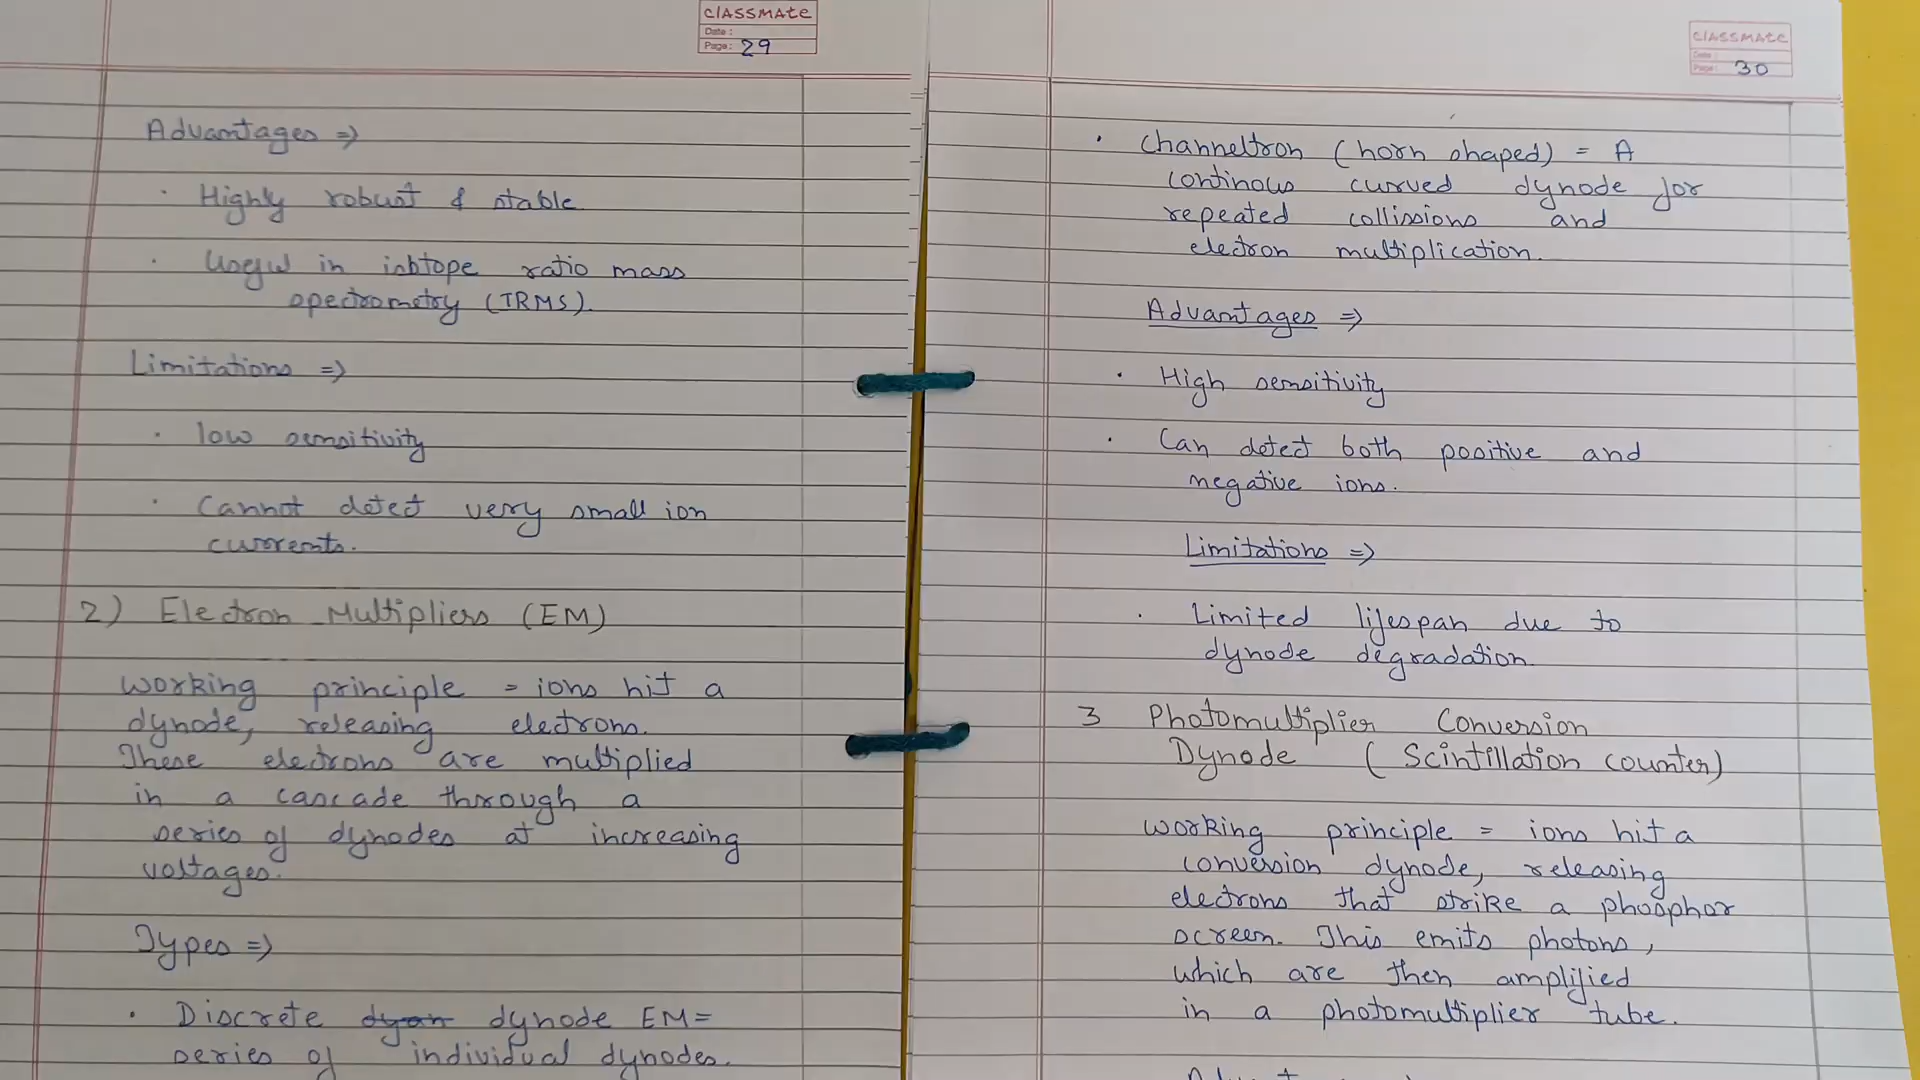 classmate
Date :
Page : 29
Advantages =>
· Highly robust & stable
· Useful in isotope ratio mass
spectrometry (IRMS).
Limitations =>
· low sensitivity
· Cannot detect very small ion
currents.
2) Electron Multipliers (EM)
Working principle = ions hit a
dynode, releasing electrons.
These electrons are multiplied
in a cascade through a
series of dynodes at increasing
voltages.
Types =>
· Discrete dynode EM=
series of individual dynodes.
classmate
Date :
Page : 30
· Channeltron (horn shaped) = A
continous curved dynode for
repeated collissions and
electron multiplication.
Advantages =>
· High sensitivity
· Can detect both positive and
negative ions.
Limitations =>
· Limited lifespan due to
dynode degradation
3 Photomultiplier Conversion
Dynode (Scintillation counter)
Working principle = ions hit a
conversion dynode, releasing
electrons that strike a phosphor
screen. This emits photons,
which are then amplified
in a photomultiplier tube.